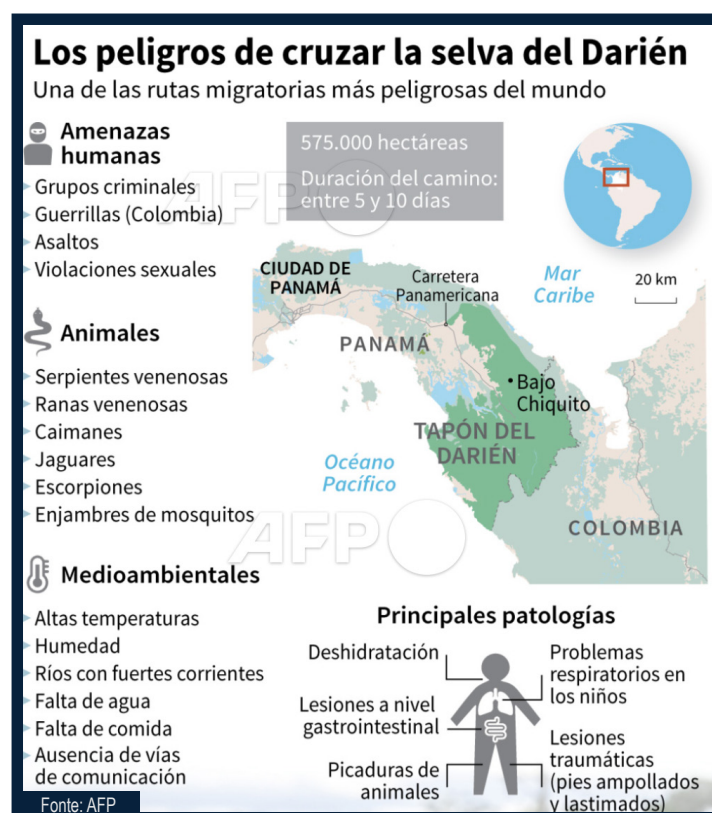 Los peligros de cruzar la selva del Darién
Una de las rutas migratorias más peligrosas del mundo
Amenazas
humanas
Grupos criminales
Guerrillas (Colombia)
Asaltos
Violaciones sexuales
575.000 hectáreas
Duración del camino:
entre 5 y 10 días
AFP
CIUDAD DE
PANAMÁ
Carretera
Panamericana
Mar
Caribe
20 km
PANAMÁ
Bajo
Chiquito
TAPÓN DEL
DARIÉN
Océano
Pacífico
COLOMBIA
Animales
Serpientes venenosas
Ranas venenosas
Caimanes
Jaguares
Escorpiones
Enjambres de mosquitos
AFP
Medioambientales
Altas temperaturas
Humedad
Ríos con fuertes corrientes
Falta de agua
Falta de comida
Ausencia de vías
de comunicación
Principales patologías
Deshidratación
Lesiones a nivel
gastrointestinal
Picaduras de
animales
Problemas
respiratorios en
los niños
Lesiones
traumáticas
(pies ampollados
y lastimados)
Fonte: AFP